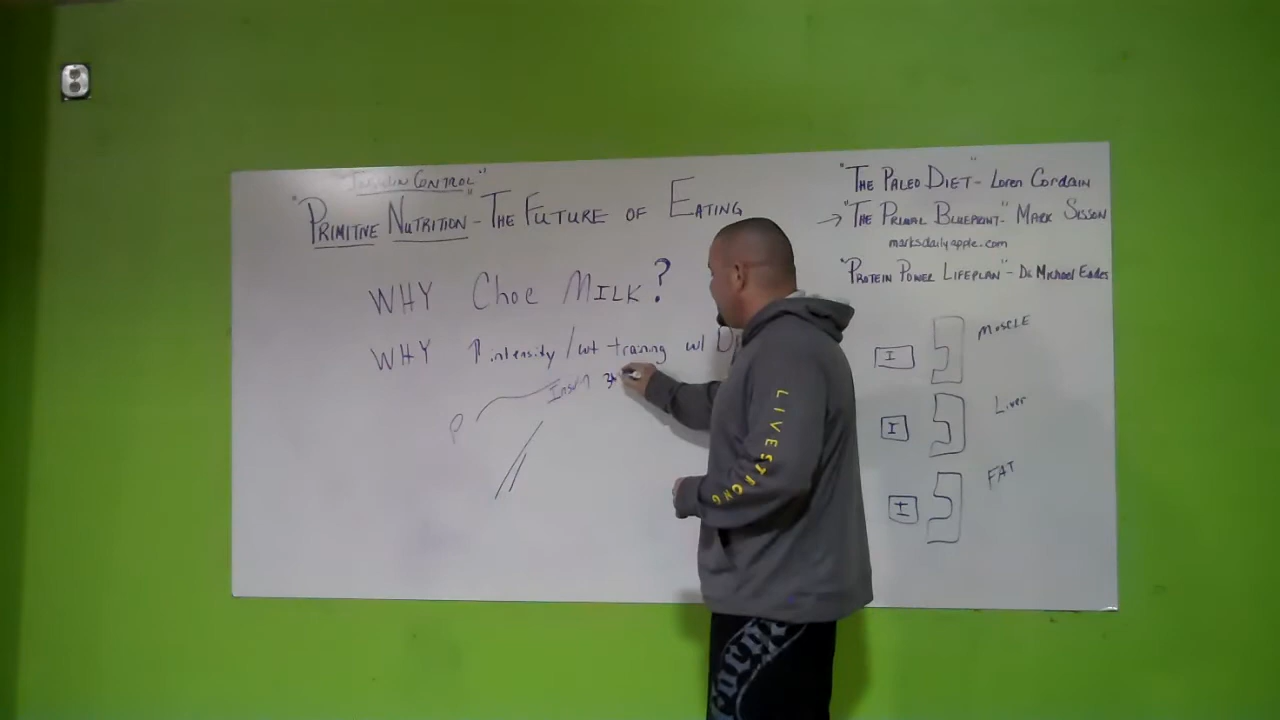 "INSULIN CONTROL"
"PRIMITIVE NUTRITION" - THE FUTURE OF EATING
WHY Choc MILK?
WHY ↑ intensity / wt training w/ D
P
"THE PALEO DIET" - Loren Cordain
→ "THE PRIMAL BLUEPRINT" - MARK SISSON
marksdailyapple.com
"PROTEIN POWER LIFEPLAN" - Dr. Michael Eades
I MUSCLE
I Liver
I FAT
LIVESTRONG